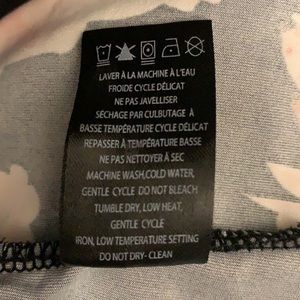 LAVER À LA MACHINE À L'EAU
FROIDE CYCLE DÉLICAT
NE PAS JAVELLISER
SÉCHAGE PAR CULBUTAGE À
BASSE TEMPÉRATURE CYCLE DÉLICAT
REPASSER À TEMPÉRATURE BASSE
NE PAS NETTOYER À SEC
MACHINE WASH,COLD WATER,
GENTLE CYCLE DO NOT BLEACH
TUMBLE DRY, LOW HEAT,
GENTLE CYCLE
IRON, LOW TEMPERATURE SETTING
DO NOT DRY- CLEAN